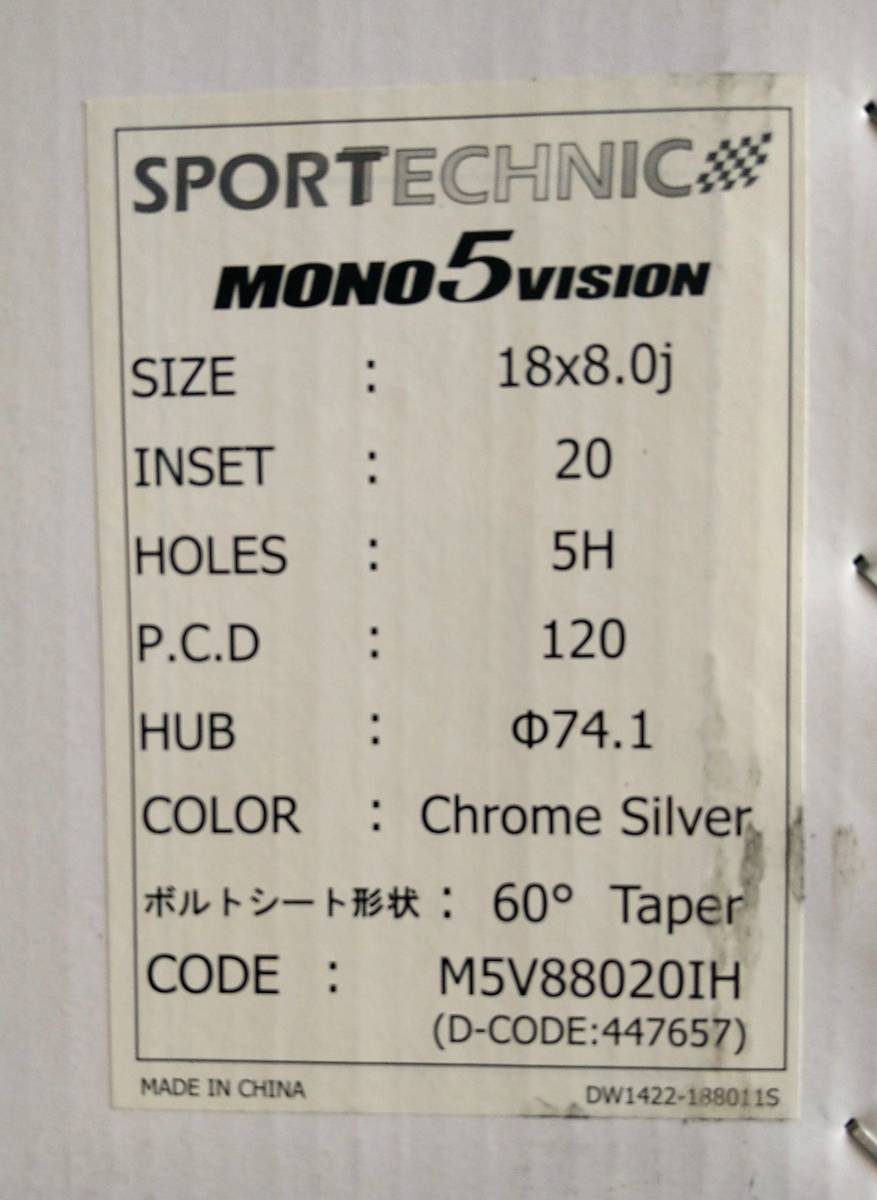 SPORTECHNIC
MONO5VISION
SIZE : 18x8.0j
INSET : 20
HOLES : 5H
P.C.D : 120
HUB : Φ74.1
COLOR : Chrome Silver
ボルトシート形状 : 60° Taper
CODE : M5V88020IH
(D-CODE:447657)
MADE IN CHINA DW1422-188011S